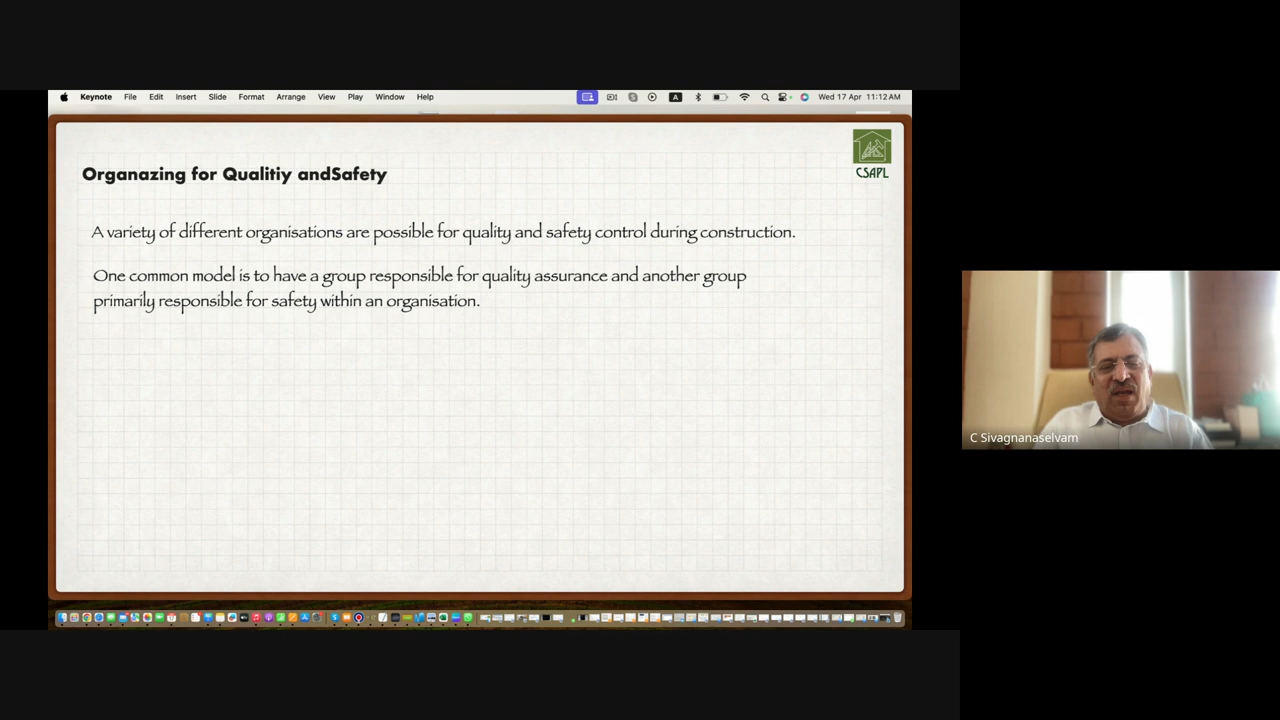 Keynote File Edit Insert Slide Format Arrange View Play Window Help A Wed 17 Apr 11:12 AM
CSAPL
Organazing for Qualitiy andSafety
A variety of different organisations are possible for quality and safety control during construction.
One common model is to have a group responsible for quality assurance and another group
primarily responsible for safety within an organisation.
C Sivagnanaselvam